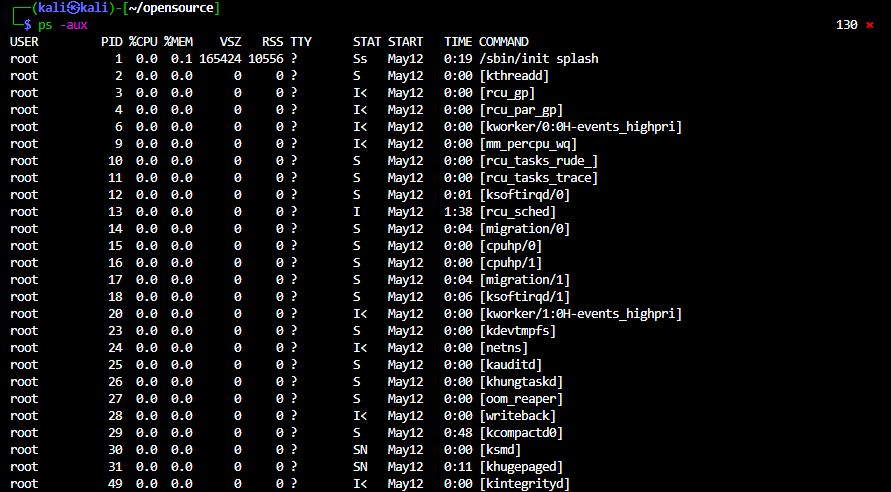 ┌──(kali㉿kali)-[~/opensource]
└─$ ps -aux 130 ⨯
USER PID %CPU %MEM VSZ RSS TTY STAT START TIME COMMAND
root 1 0.0 0.1 165424 10556 ? Ss May12 0:19 /sbin/init splash
root 2 0.0 0.0 0 0 ? S May12 0:00 [kthreadd]
root 3 0.0 0.0 0 0 ? I< May12 0:00 [rcu_gp]
root 4 0.0 0.0 0 0 ? I< May12 0:00 [rcu_par_gp]
root 6 0.0 0.0 0 0 ? I< May12 0:00 [kworker/0:0H-events_highpri]
root 9 0.0 0.0 0 0 ? I< May12 0:00 [mm_percpu_wq]
root 10 0.0 0.0 0 0 ? S May12 0:00 [rcu_tasks_rude_]
root 11 0.0 0.0 0 0 ? S May12 0:00 [rcu_tasks_trace]
root 12 0.0 0.0 0 0 ? S May12 0:01 [ksoftirqd/0]
root 13 0.0 0.0 0 0 ? I May12 1:38 [rcu_sched]
root 14 0.0 0.0 0 0 ? S May12 0:04 [migration/0]
root 15 0.0 0.0 0 0 ? S May12 0:00 [cpuhp/0]
root 16 0.0 0.0 0 0 ? S May12 0:00 [cpuhp/1]
root 17 0.0 0.0 0 0 ? S May12 0:04 [migration/1]
root 18 0.0 0.0 0 0 ? S May12 0:06 [ksoftirqd/1]
root 20 0.0 0.0 0 0 ? I< May12 0:00 [kworker/1:0H-events_highpri]
root 23 0.0 0.0 0 0 ? S May12 0:00 [kdevtmpfs]
root 24 0.0 0.0 0 0 ? I< May12 0:00 [netns]
root 25 0.0 0.0 0 0 ? S May12 0:00 [kauditd]
root 26 0.0 0.0 0 0 ? S May12 0:00 [khungtaskd]
root 27 0.0 0.0 0 0 ? S May12 0:00 [oom_reaper]
root 28 0.0 0.0 0 0 ? I< May12 0:00 [writeback]
root 29 0.0 0.0 0 0 ? S May12 0:48 [kcompactd0]
root 30 0.0 0.0 0 0 ? SN May12 0:00 [ksmd]
root 31 0.0 0.0 0 0 ? SN May12 0:11 [khugepaged]
root 49 0.0 0.0 0 0 ? I< May12 0:00 [kintegrityd]